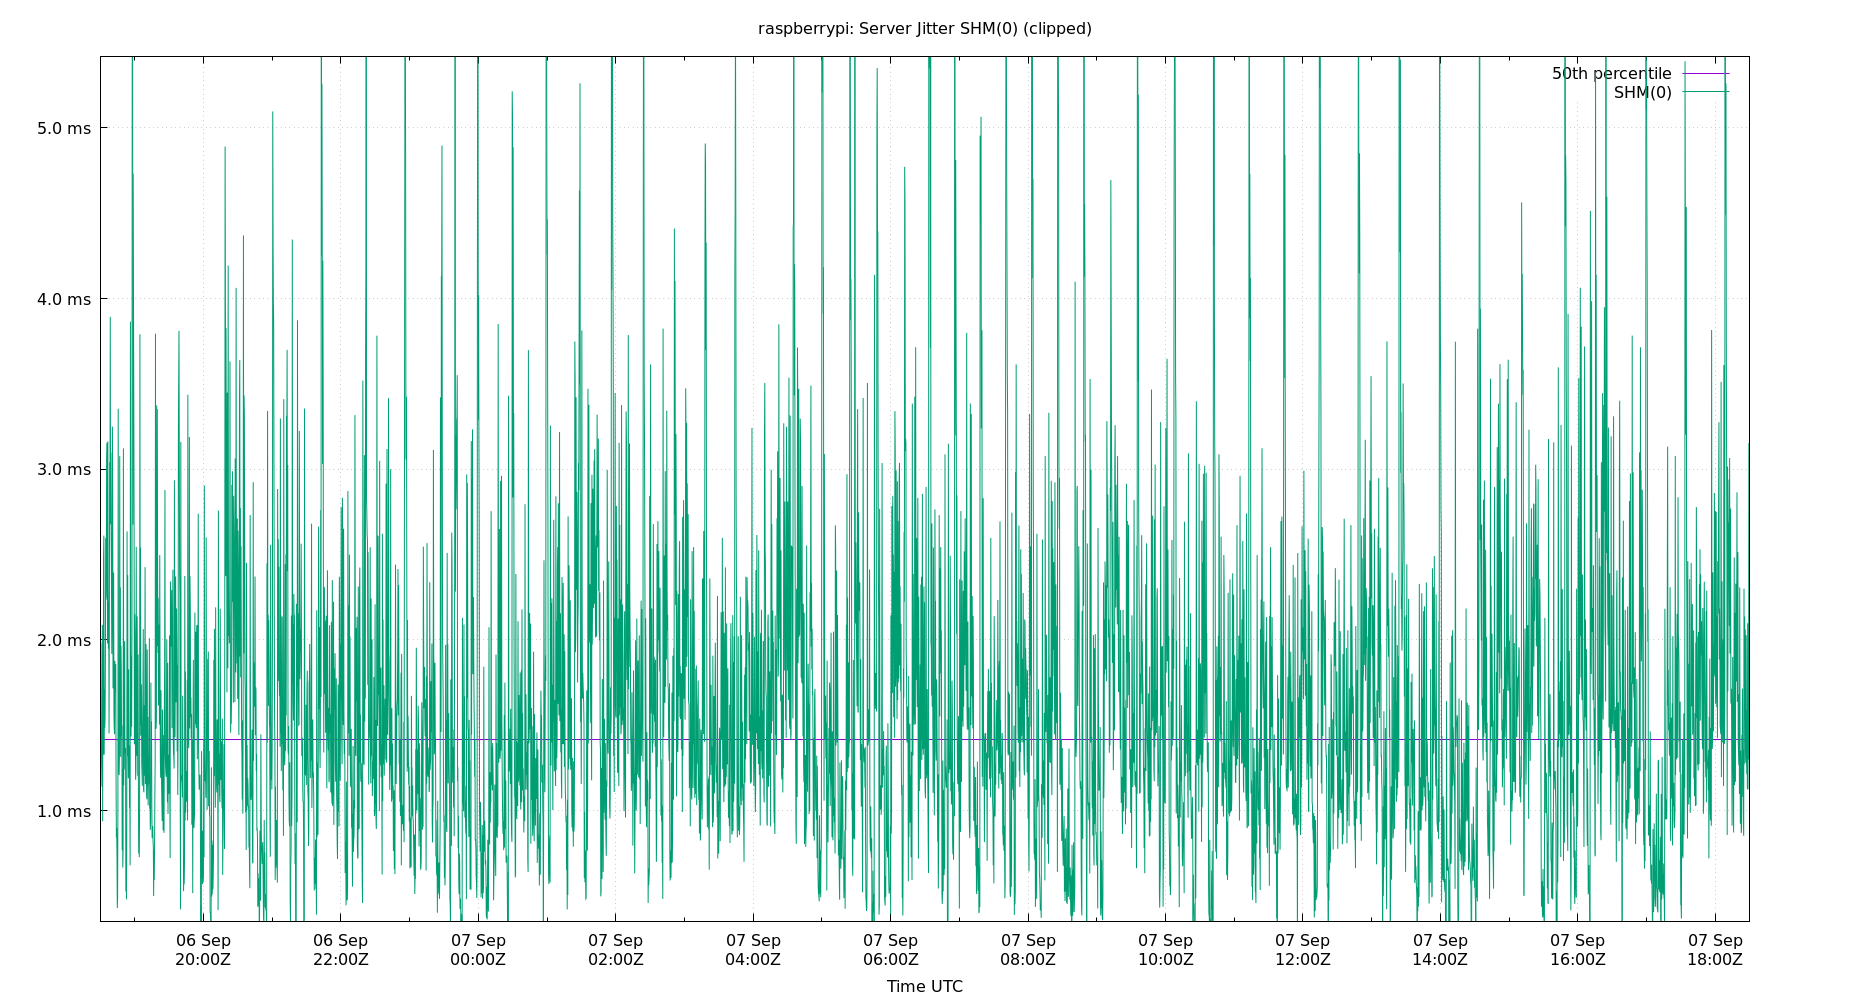 raspberrypi: Server Jitter SHM(0) (clipped)
50th percentile
SHM(0)
5.0 ms
4.0 ms
3.0 ms
2.0 ms
1.0 ms
06 Sep 06 Sep 07 Sep 07 Sep 07 Sep 07 Sep 07 Sep 07 Sep 07 Sep 07 Sep 07 Sep 07 Sep
20:00Z 22:00Z 00:00Z 02:00Z 04:00Z 06:00Z 08:00Z 10:00Z 12:00Z 14:00Z 16:00Z 18:00Z
Time UTC